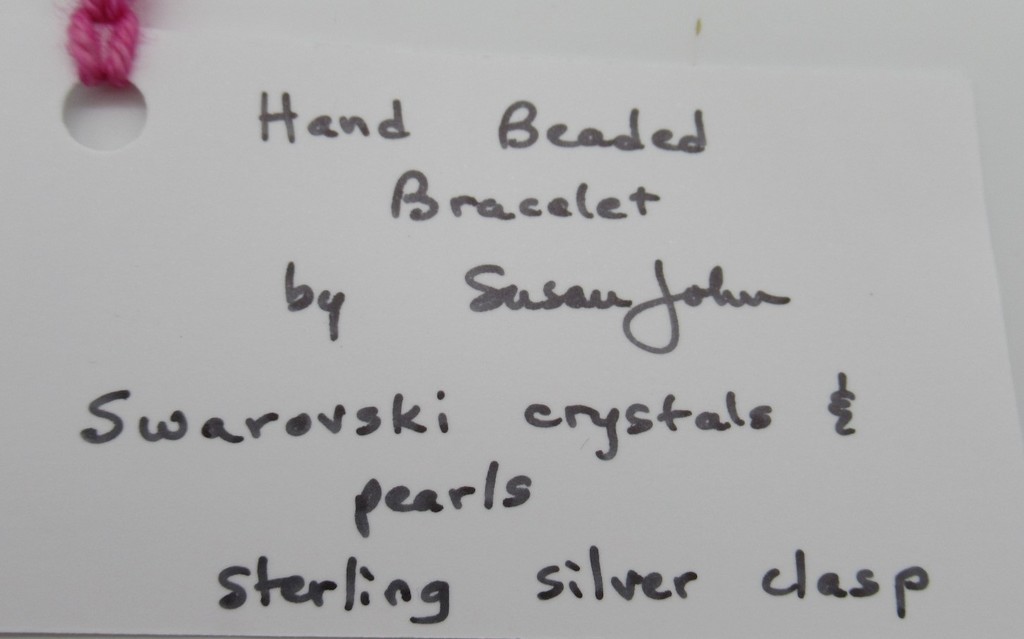 Hand Beaded
Bracelet
by Susan John
Swarovski crystals &
pearls
sterling silver clasp